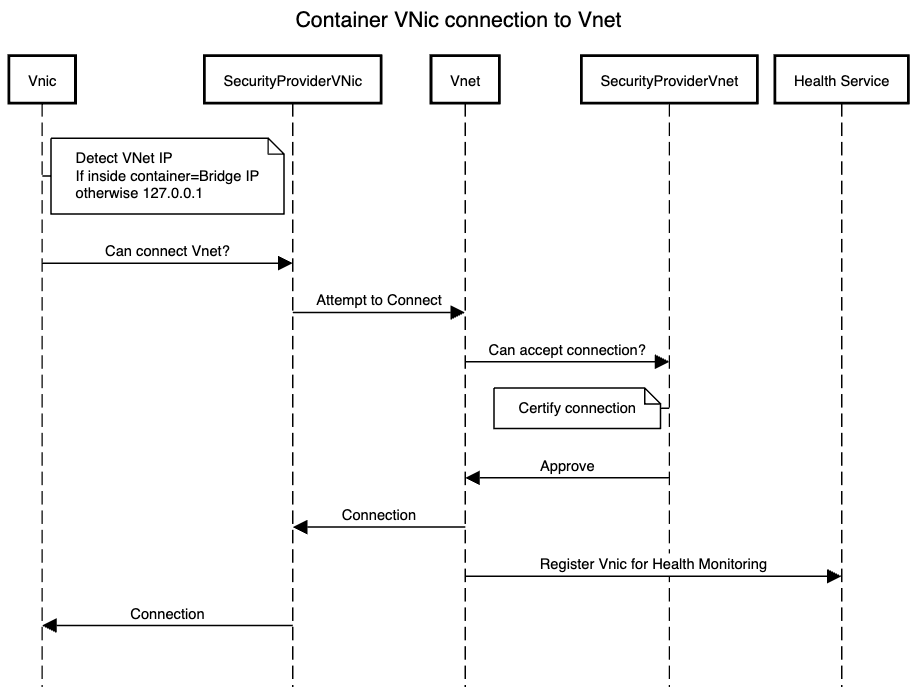 Container VNic connection to Vnet
Vnic
SecurityProviderVNic
Vnet
SecurityProviderVnet
Health Service
Detect VNet IP
If inside container=Bridge IP
otherwise 127.0.0.1
Can connect Vnet?
Attempt to Connect
Can accept connection?
Certify connection
Approve
Connection
Register Vnic for Health Monitoring
Connection